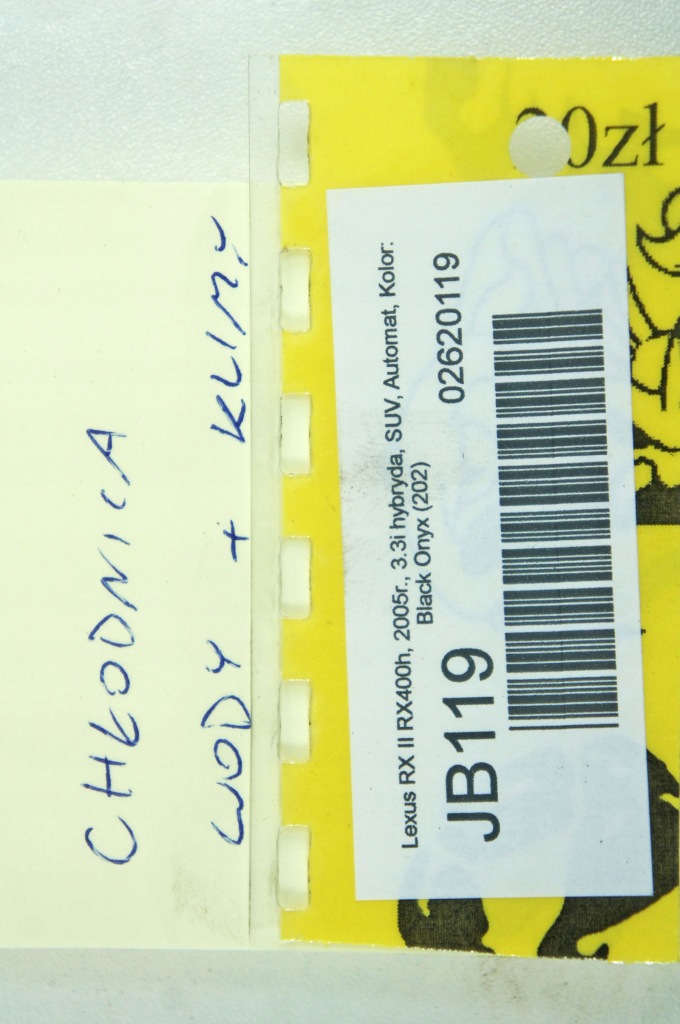 CHŁODNICA
WODY + KLIMY
0zł
Lexus RX II RX400h, 2005r., 3.3i hybryda, SUV, Automat, Kolor:
Black Onyx (202)
JB119 02620119